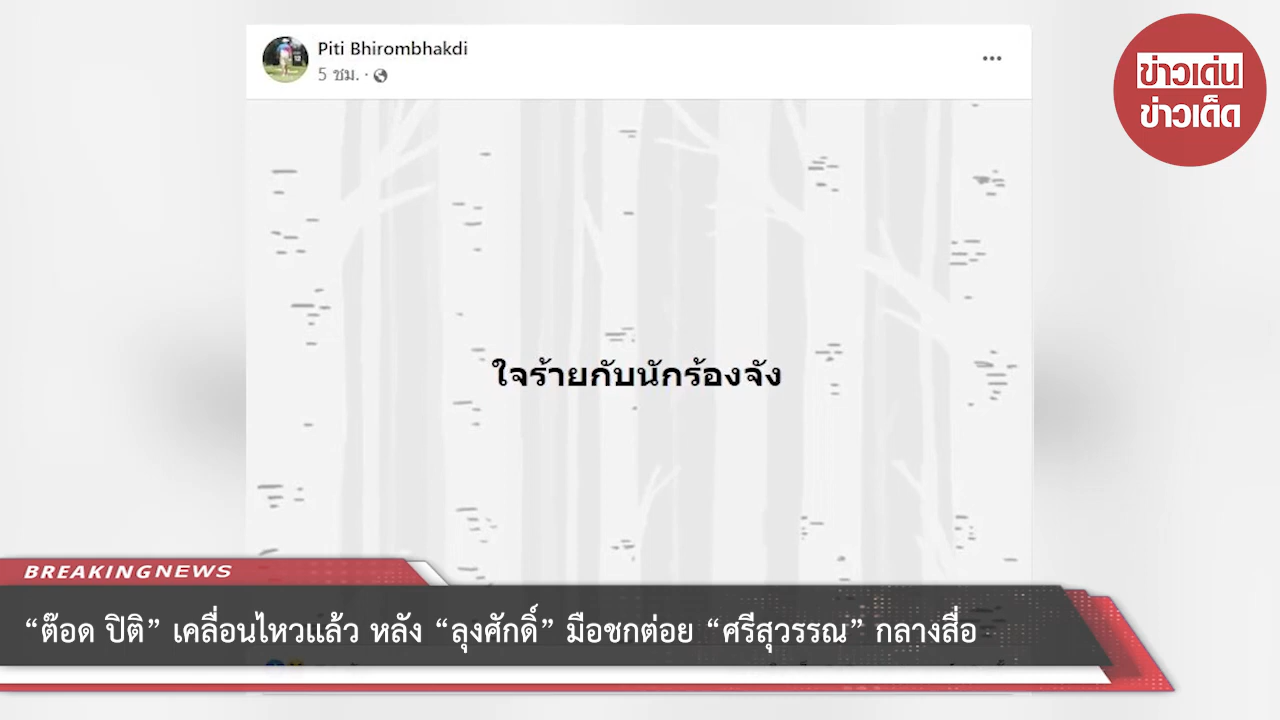 Piti Bhirombhakdi
5 ชม. ·
ข่าวเด่น
ข่าวเด็ด
ใจร้ายกับนักร้องจัง
BREAKINGNEWS
“ต๊อด ปิติ” เคลื่อนไหวแล้ว หลัง “ลุงศักดิ์” มือชกต่อย “ศรีสุวรรณ” กลางสื่อ